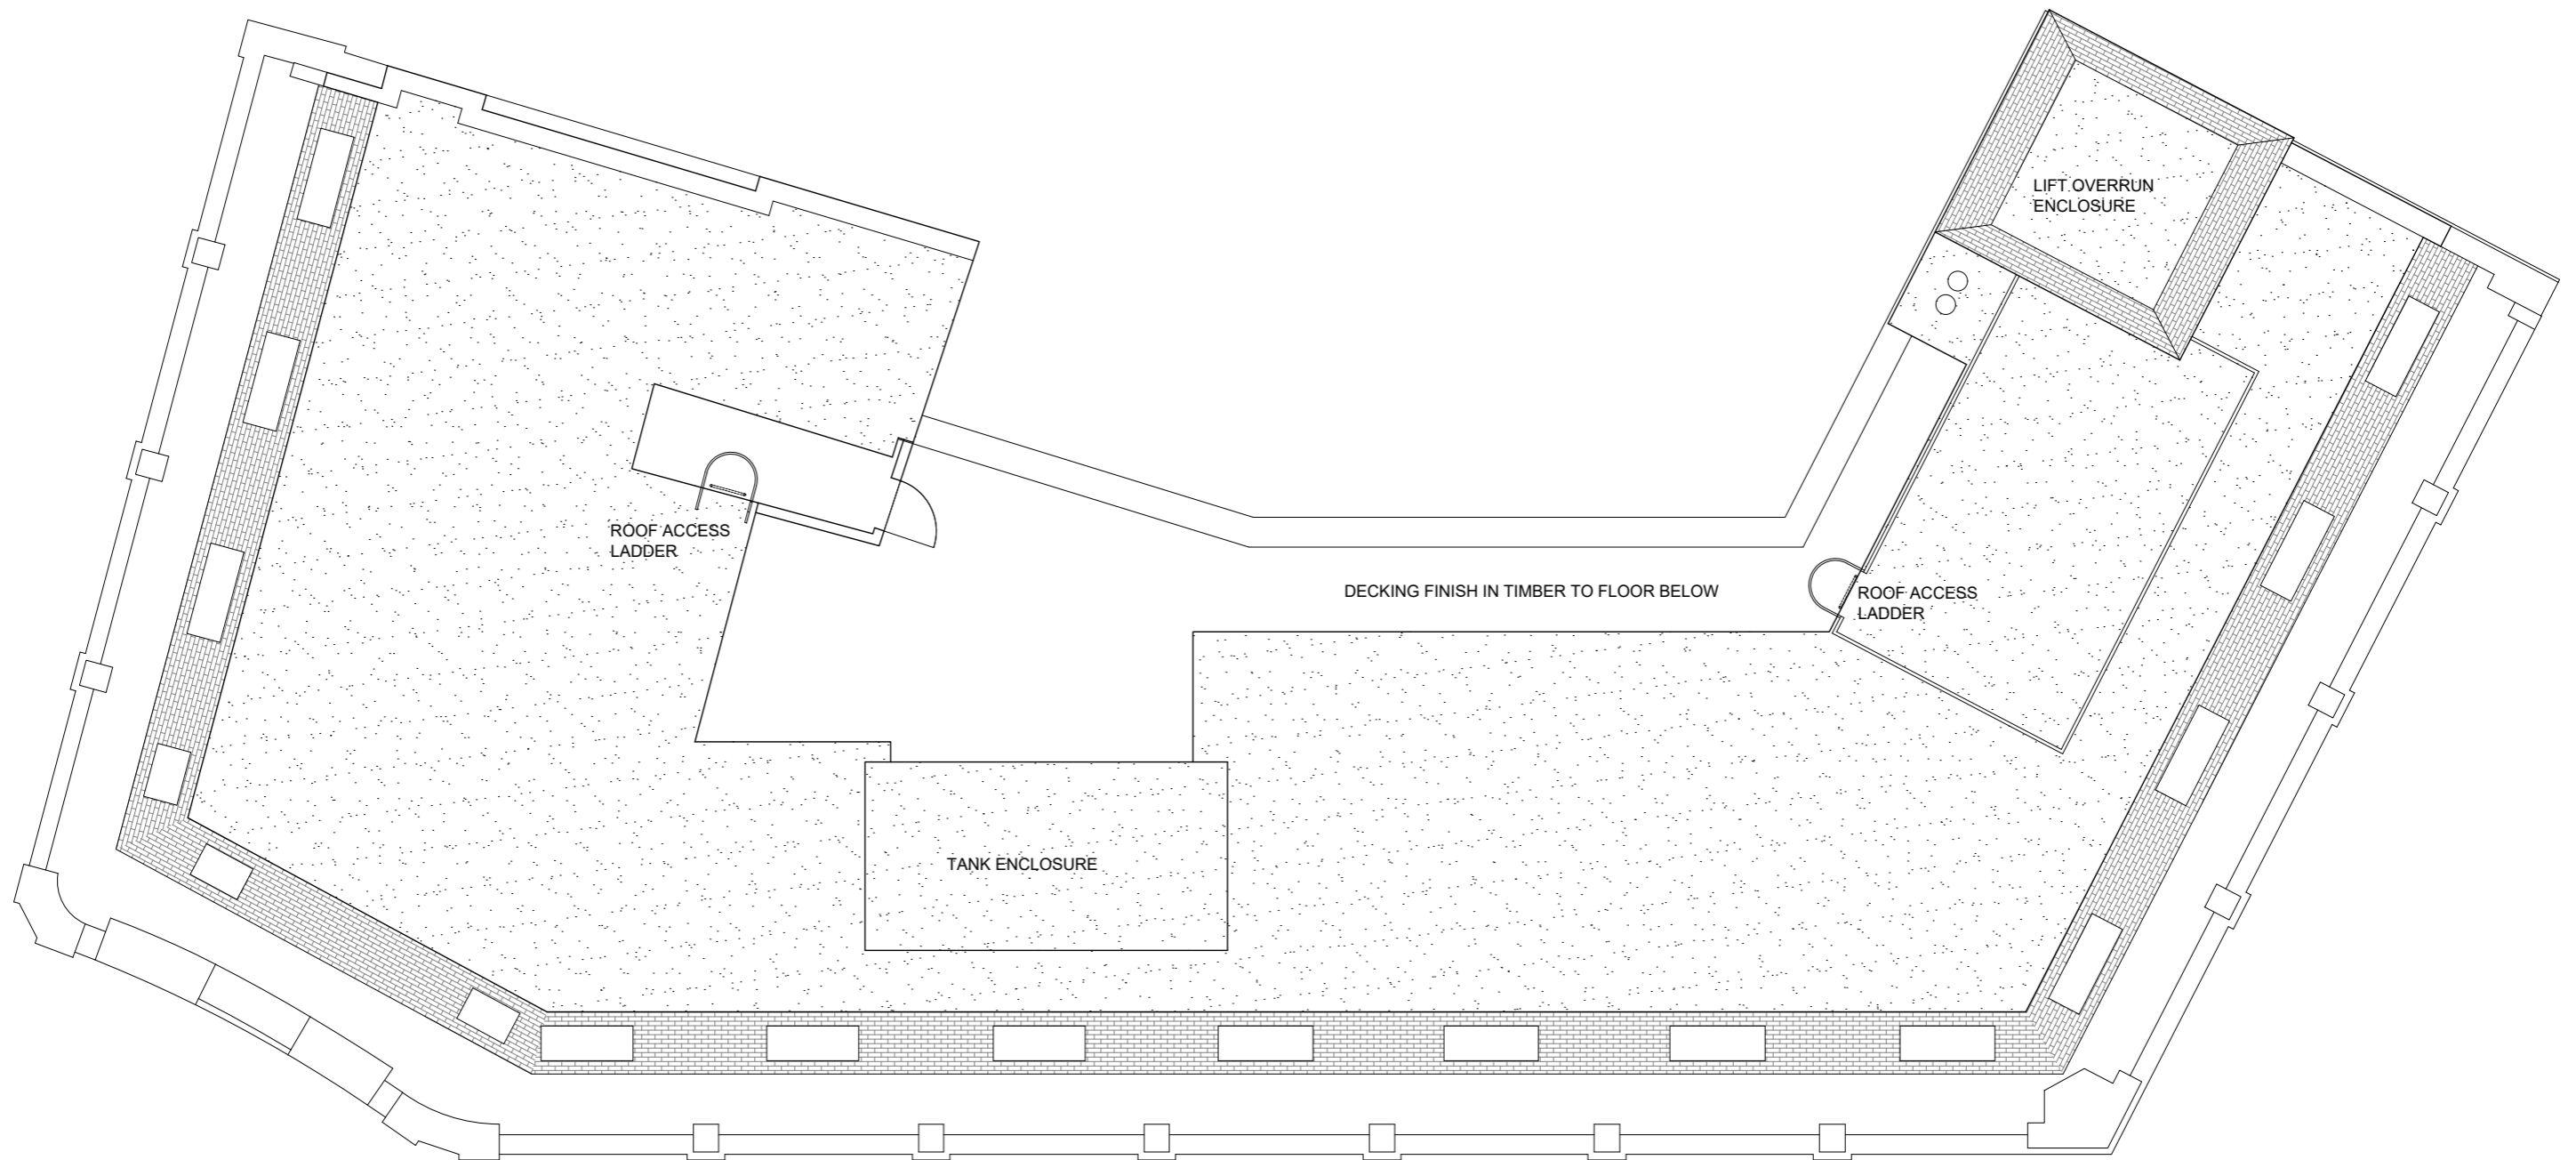 LIFT OVERRUN
ENCLOSURE
ROOF ACCESS
LADDER
DECKING FINISH IN TIMBER TO FLOOR BELOW
ROOF ACCESS
LADDER
TANK ENCLOSURE